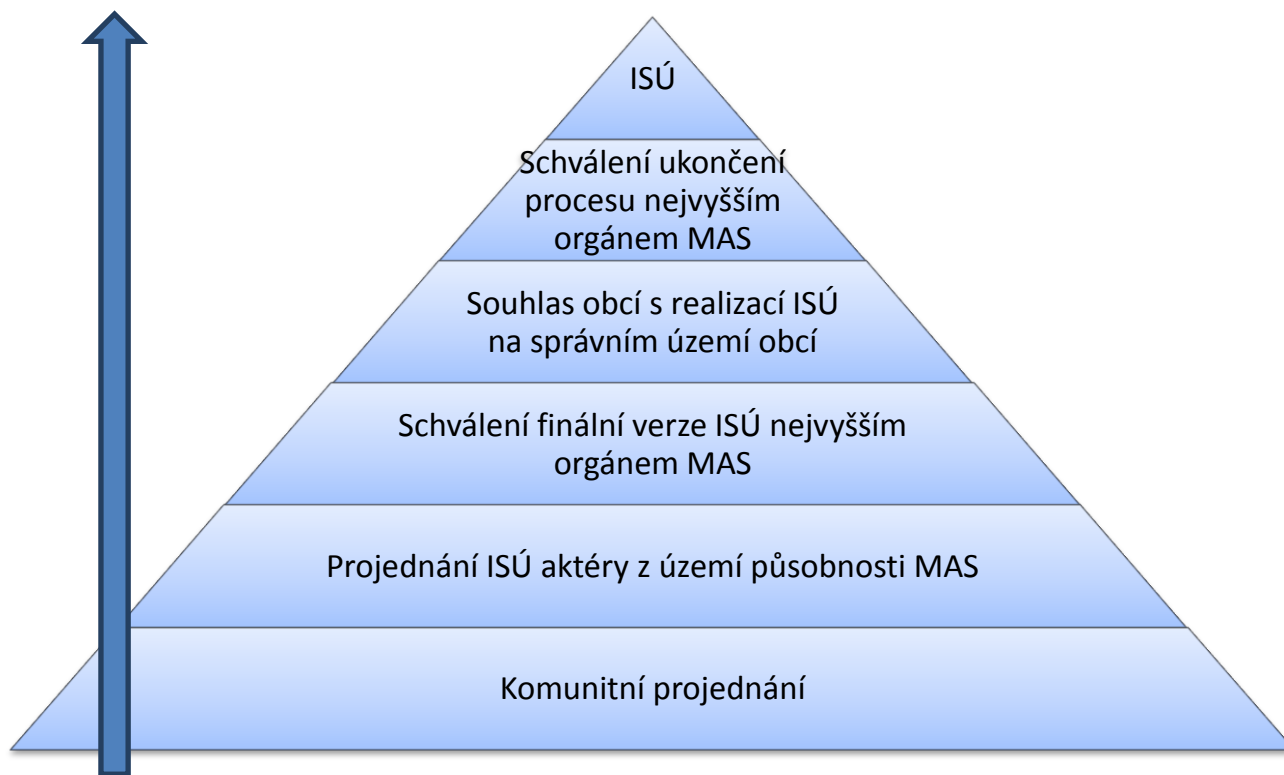 ISÚ
Schválení ukončení
procesu nejvyšším
orgánem MAS
Souhlas obcí s realizací ISÚ
na správním území obcí
Schválení finální verze ISÚ nejvyšším
orgánem MAS
Projednání ISÚ aktéry z území působnosti MAS
Komunitní projednání